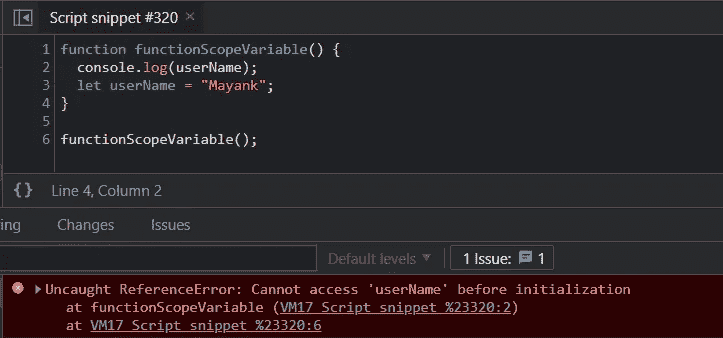 Script snippet #320 ×
1 function functionScopeVariable() {
2 console.log(userName);
3 let userName = "Mayank";
4 }
5
6 functionScopeVariable();
{} Line 4, Column 2
ing Changes Issues
Default levels ▼ 1 Issue: 1
Uncaught ReferenceError: Cannot access 'userName' before initialization
at functionScopeVariable (VM17 Script snippet %23320:2)
at VM17 Script snippet %23320:6